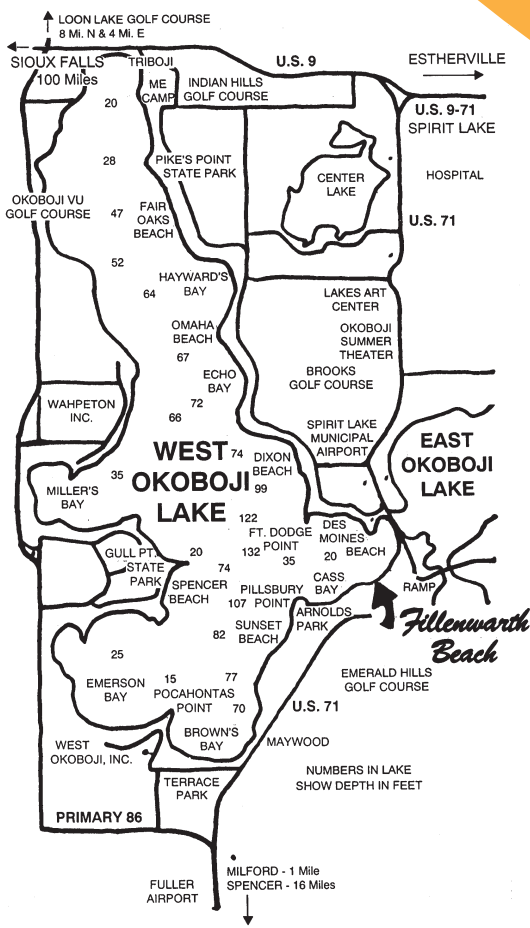 LOON LAKE GOLF COURSE
8 Mi. N & 4 Mi. E
SIOUX FALLS
100 Miles
TRIBOJI
U.S. 9
ESTHERVILLE
20
ME
CAMP
INDIAN HILLS
GOLF COURSE
U.S. 9-71
SPIRIT LAKE
28
PIKE'S POINT
STATE PARK
CENTER
LAKE
HOSPITAL
OKOBOJI VU
GOLF COURSE
47
FAIR
OAKS
BEACH
U.S. 71
52
HAYWARD'S
BAY
64
LAKES ART
CENTER
OMAHA
BEACH
OKOBOJI
SUMMER
THEATER
67
ECHO
BAY
BROOKS
GOLF COURSE
72
WAHPETON
INC.
66
SPIRIT LAKE
MUNICIPAL
AIRPORT
EAST
OKOBOJI
LAKE
WEST
OKOBOJI
LAKE
74
DIXON
BEACH
35
99
MILLER'S
BAY
122
FT. DODGE
POINT
DES
MOINES
BEACH
GULL PT.
STATE
PARK
20
132
35
20
74
CASS
BAY
RAMP
SPENCER
BEACH
PILLSBURY
POINT
107
ARNOLDS
PARK
Fillenwarth
Beach
SUNSET
BEACH
82
25
EMERALD HILLS
GOLF COURSE
EMERSON
BAY
15
77
POCAHONTAS
POINT
70
U.S. 71
BROWN'S
BAY
MAYWOOD
WEST
OKOBOJI, INC.
NUMBERS IN LAKE
SHOW DEPTH IN FEET
TERRACE
PARK
PRIMARY 86
MILFORD - 1 Mile
SPENCER - 16 Miles
FULLER
AIRPORT